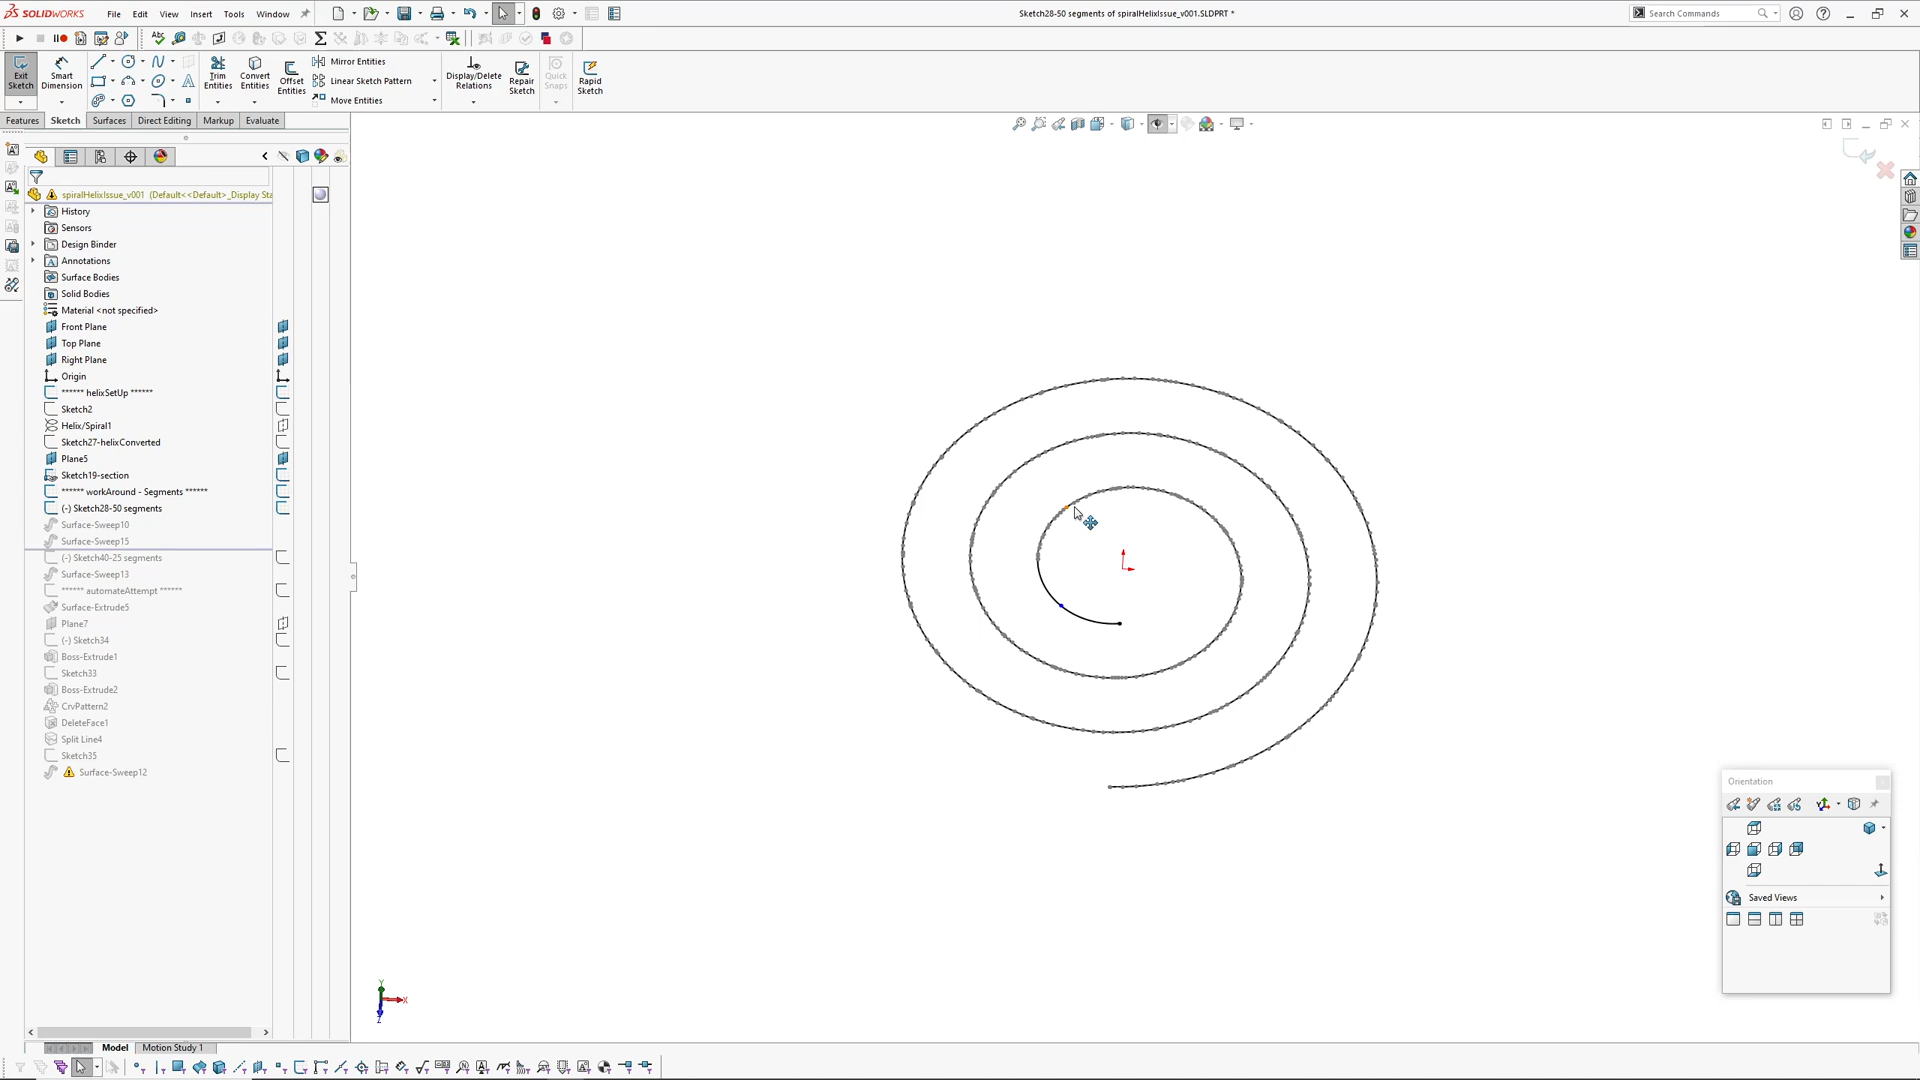 SOLIDWORKS File Edit View Insert Tools Window
Sketch28-50 segments of spiralHelixIssue_v001.SLDPRT *
Search Commands
Exit Sketch
Smart Dimension
Trim Entities
Convert Entities
Offset Entities
Mirror Entities
Linear Sketch Pattern
Move Entities
Display/Delete Relations
Repair Sketch
Quick Snaps
Rapid Sketch
Features Sketch Surfaces Direct Editing Markup Evaluate
spiralHelixIssue_v001 (Default<<Default>_Display Sta
History
Sensors
Design Binder
Annotations
Surface Bodies
Solid Bodies
Material <not specified>
Front Plane
Top Plane
Right Plane
Origin
****** helixSetUp ******
Sketch2
Helix/Spiral1
Sketch27-helixConverted
Plane5
Sketch19-section
****** workAround - Segments ******
(-) Sketch28-50 segments
Surface-Sweep10
Surface-Sweep15
(-) Sketch40-25 segments
Surface-Sweep13
****** automateAttempt ******
Surface-Extrude5
Plane7
(-) Sketch34
Boss-Extrude1
Sketch33
Boss-Extrude2
CrvPattern2
DeleteFace1
Split Line4
Sketch35
Surface-Sweep12
Orientation
Saved Views
Y
X
Z
Model Motion Study 1